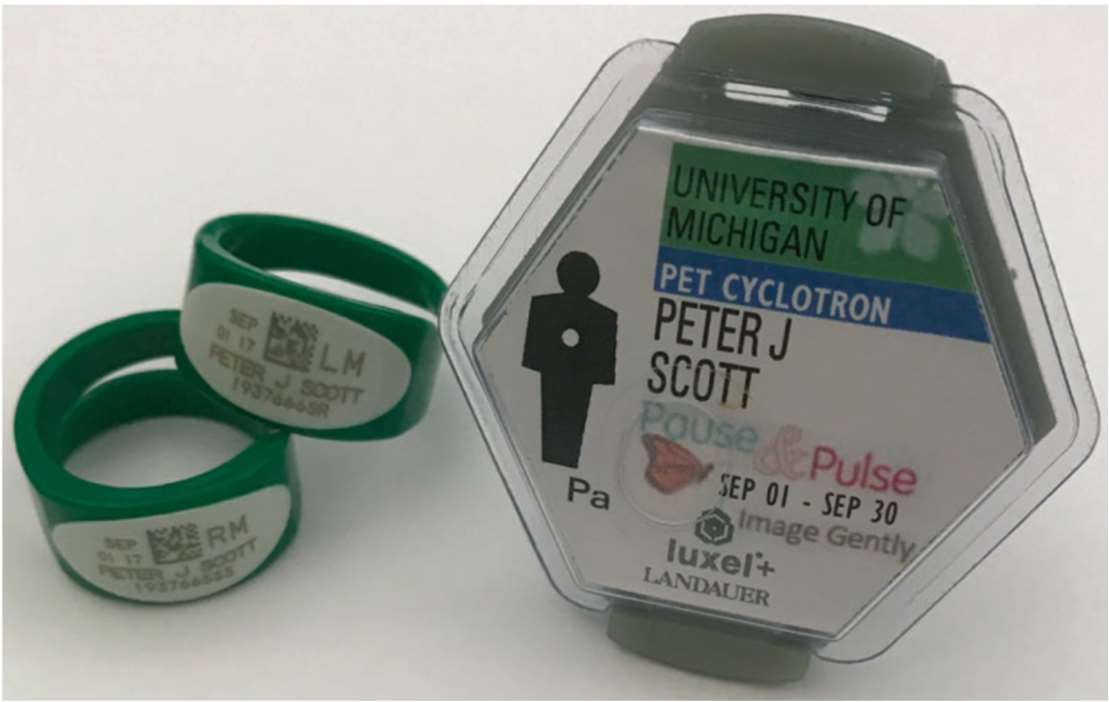 SEP
01 17
LM
PETER J SCOTT
1937666SR
SEP
01 17
RM
PETER J SCOTT
UNIVERSITY OF
MICHIGAN
PET CYCLOTRON
PETER J
SCOTT
Pause & Pulse
SEP 01 - SEP 30
Image Gently
Pa
luxel+
LANDAUER